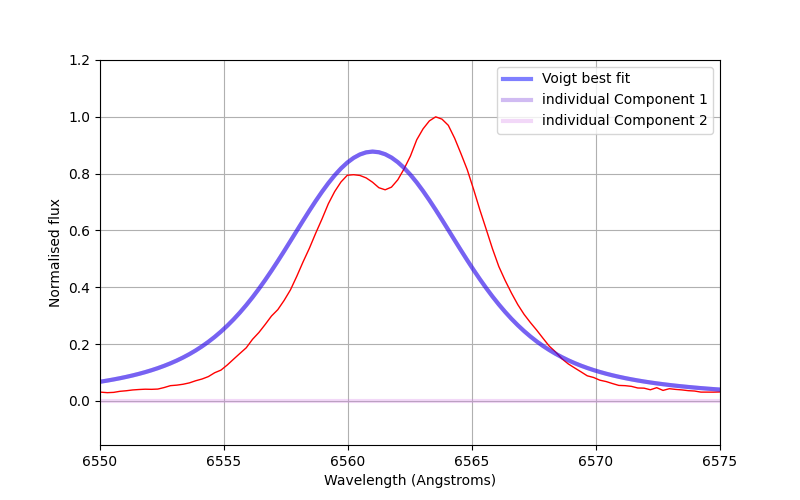 1.2
1.0
0.8
0.6
0.4
0.2
0.0
Normalised flux
Voigt best fit
individual Component 1
individual Component 2
6550 6555 6560 6565 6570 6575
Wavelength (Angstroms)